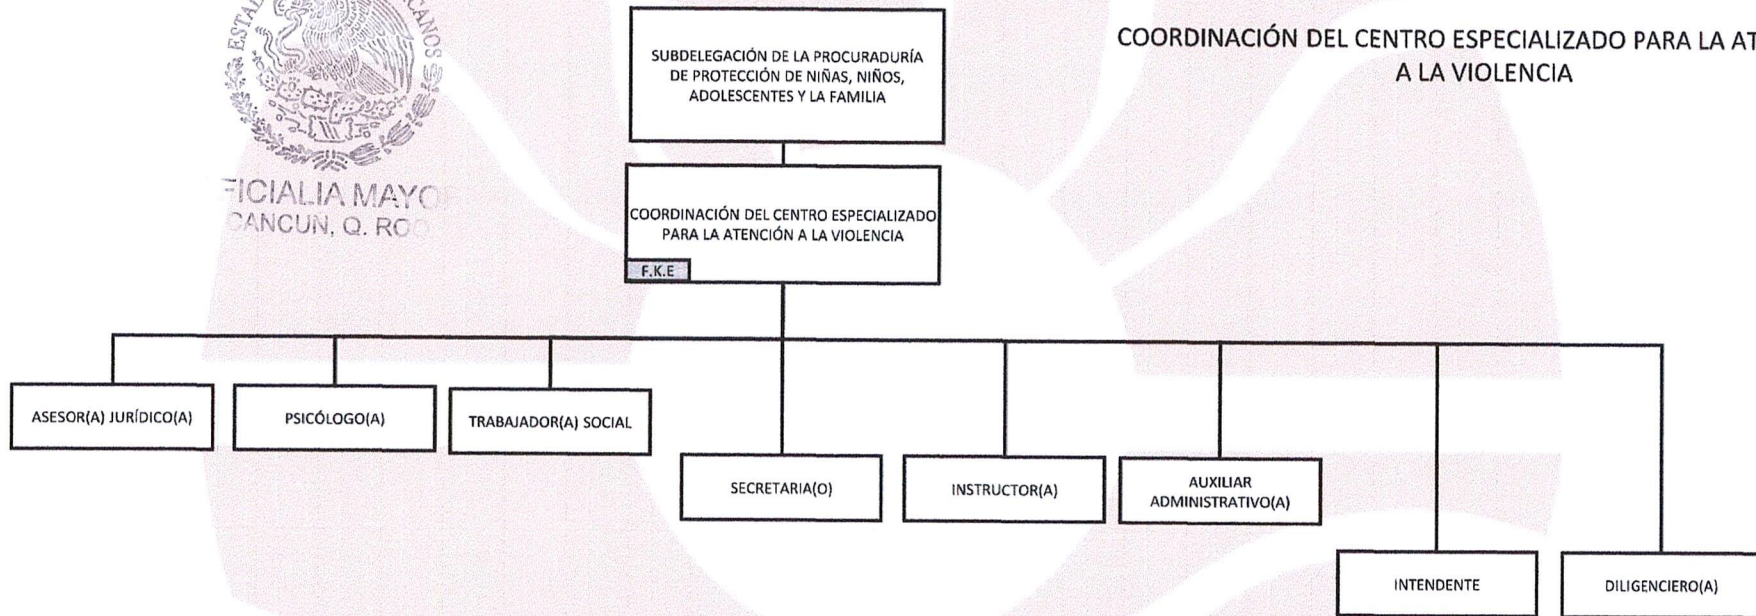 COORDINACIÓN DEL CENTRO ESPECIALIZADO PARA LA
A LA VIOLENCIA
SUBDELEGACIÓN DE LA PROCURADURÍA
DE PROTECCIÓN DE NIÑAS, NIÑOS,
ADOLESCENTES Y LA FAMILIA
COORDINACIÓN DEL CENTRO ESPECIALIZADO
PARA LA ATENCIÓN A LA VIOLENCIA
F.K.E
FICIALIA MAYO
CANCUN, Q. ROO
ASESOR(A) JURÍDICO(A)
PSICÓLOGO(A)
TRABAJADOR(A) SOCIAL
SECRETARIA(O)
INSTRUCTOR(A)
AUXILIAR
ADMINISTRATIVO(A)
INTENDENTE
DILIGENCIERO(A)